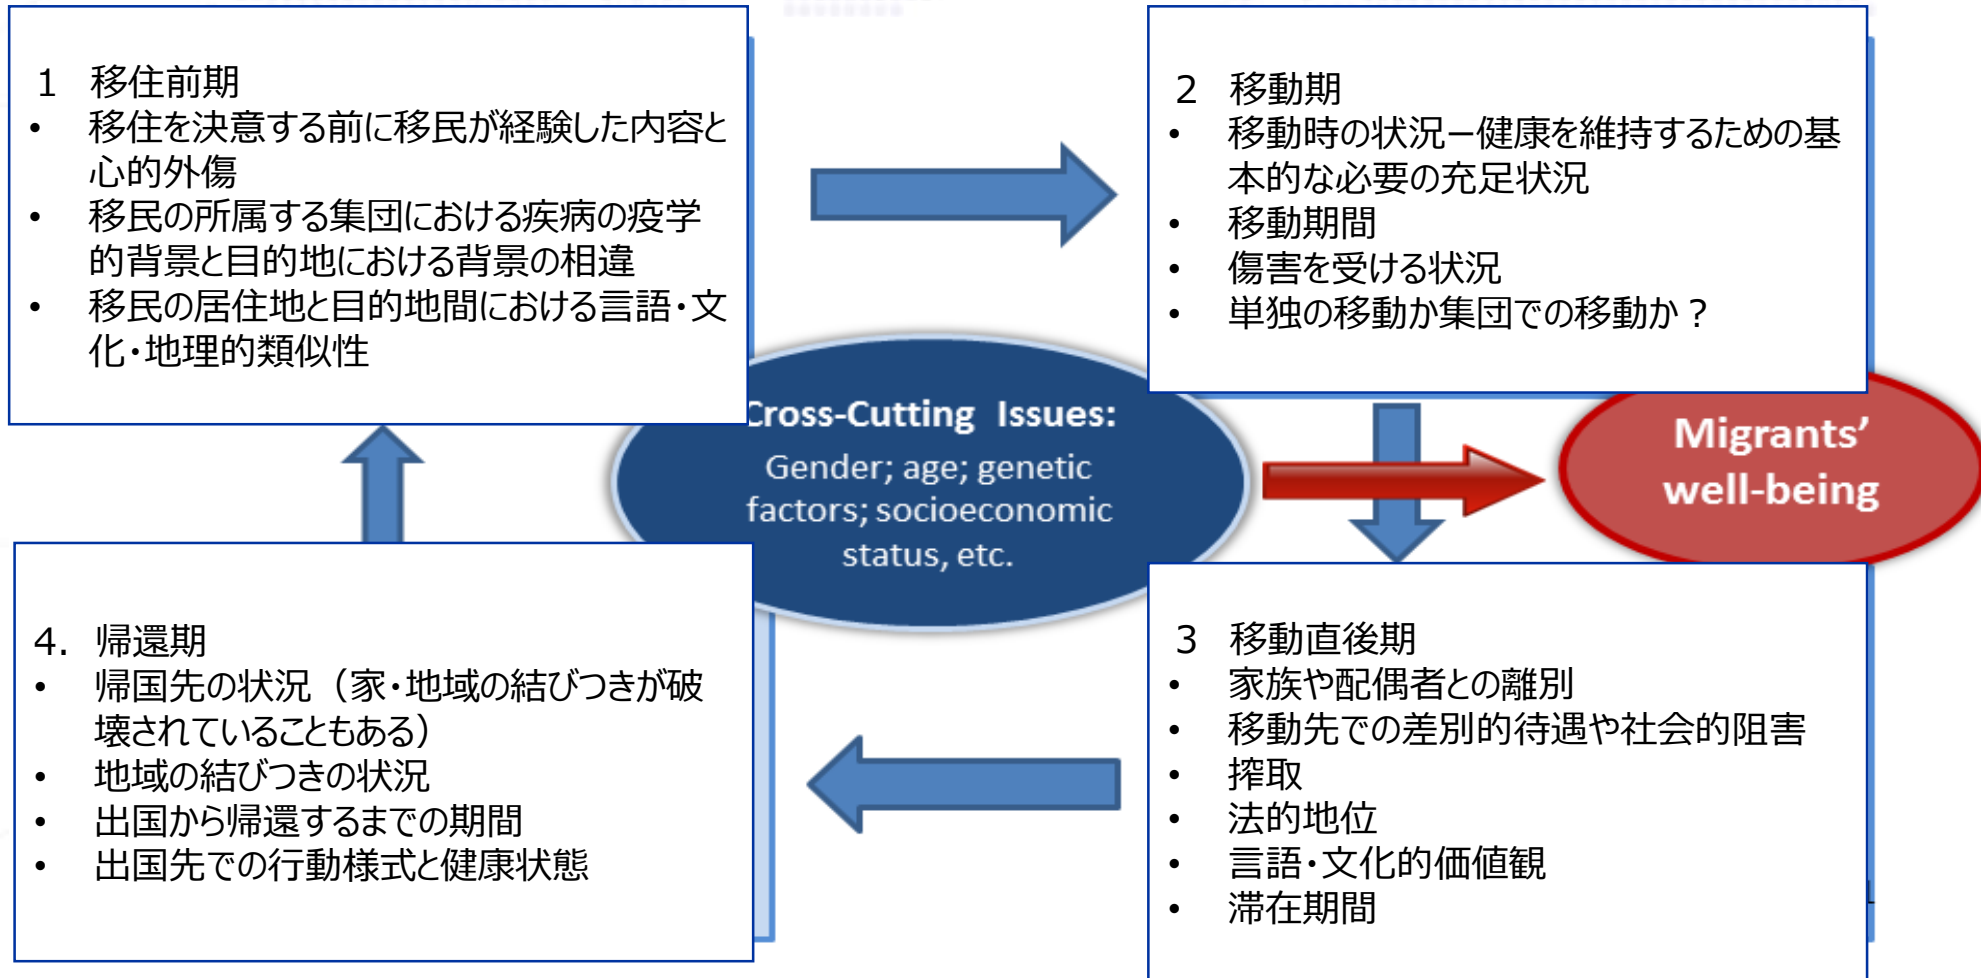 1 移住前期
• 移住を決意する前に移民が経験した内容と
心的外傷
• 移民の所属する集団における疾病の疫学
的背景と目的地における背景の相違
• 移民の居住地と目的地間における言語・文
化・地理的類似性
2 移動期
• 移動時の状況ー健康を維持するための基
本的な必要の充足状況
• 移動期間
• 傷害を受ける状況
• 単独の移動か集団での移動か？
Cross-Cutting Issues:
Gender; age; genetic
factors; socioeconomic
status, etc.
Migrants’
well-being
3 移動直後期
• 家族や配偶者との離別
• 移動先での差別的待遇や社会的阻害
• 搾取
• 法的地位
• 言語・文化的価値観
• 滞在期間
4. 帰還期
• 帰国先の状況（家・地域の結びつきが破
壊されていることもある）
• 地域の結びつきの状況
• 出国から帰還するまでの期間
• 出国先での行動様式と健康状態